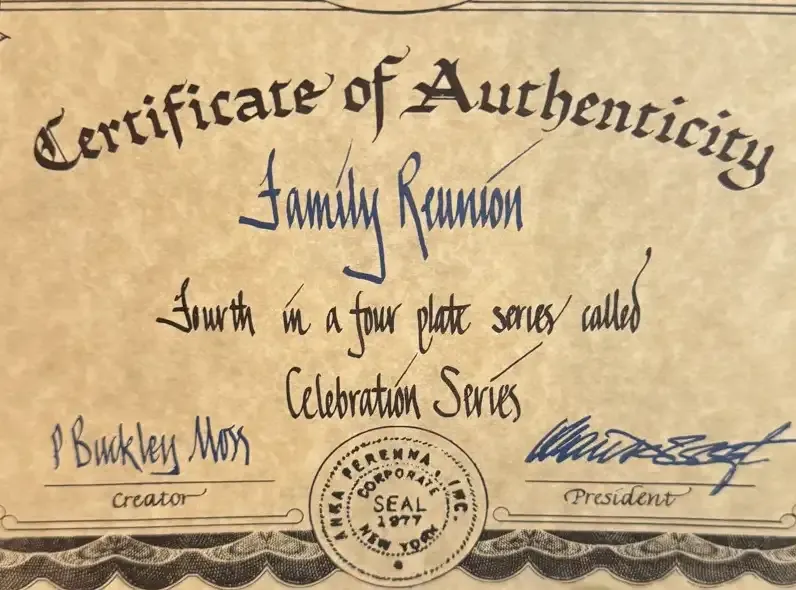 Certificate of Authenticity
Family Reunion
Fourth in a four plate series called
Celebration Series
P Buckley Moss
Creator
President
ANNA PERENNA, INC.
CORPORATE
SEAL
1977
NEW YORK